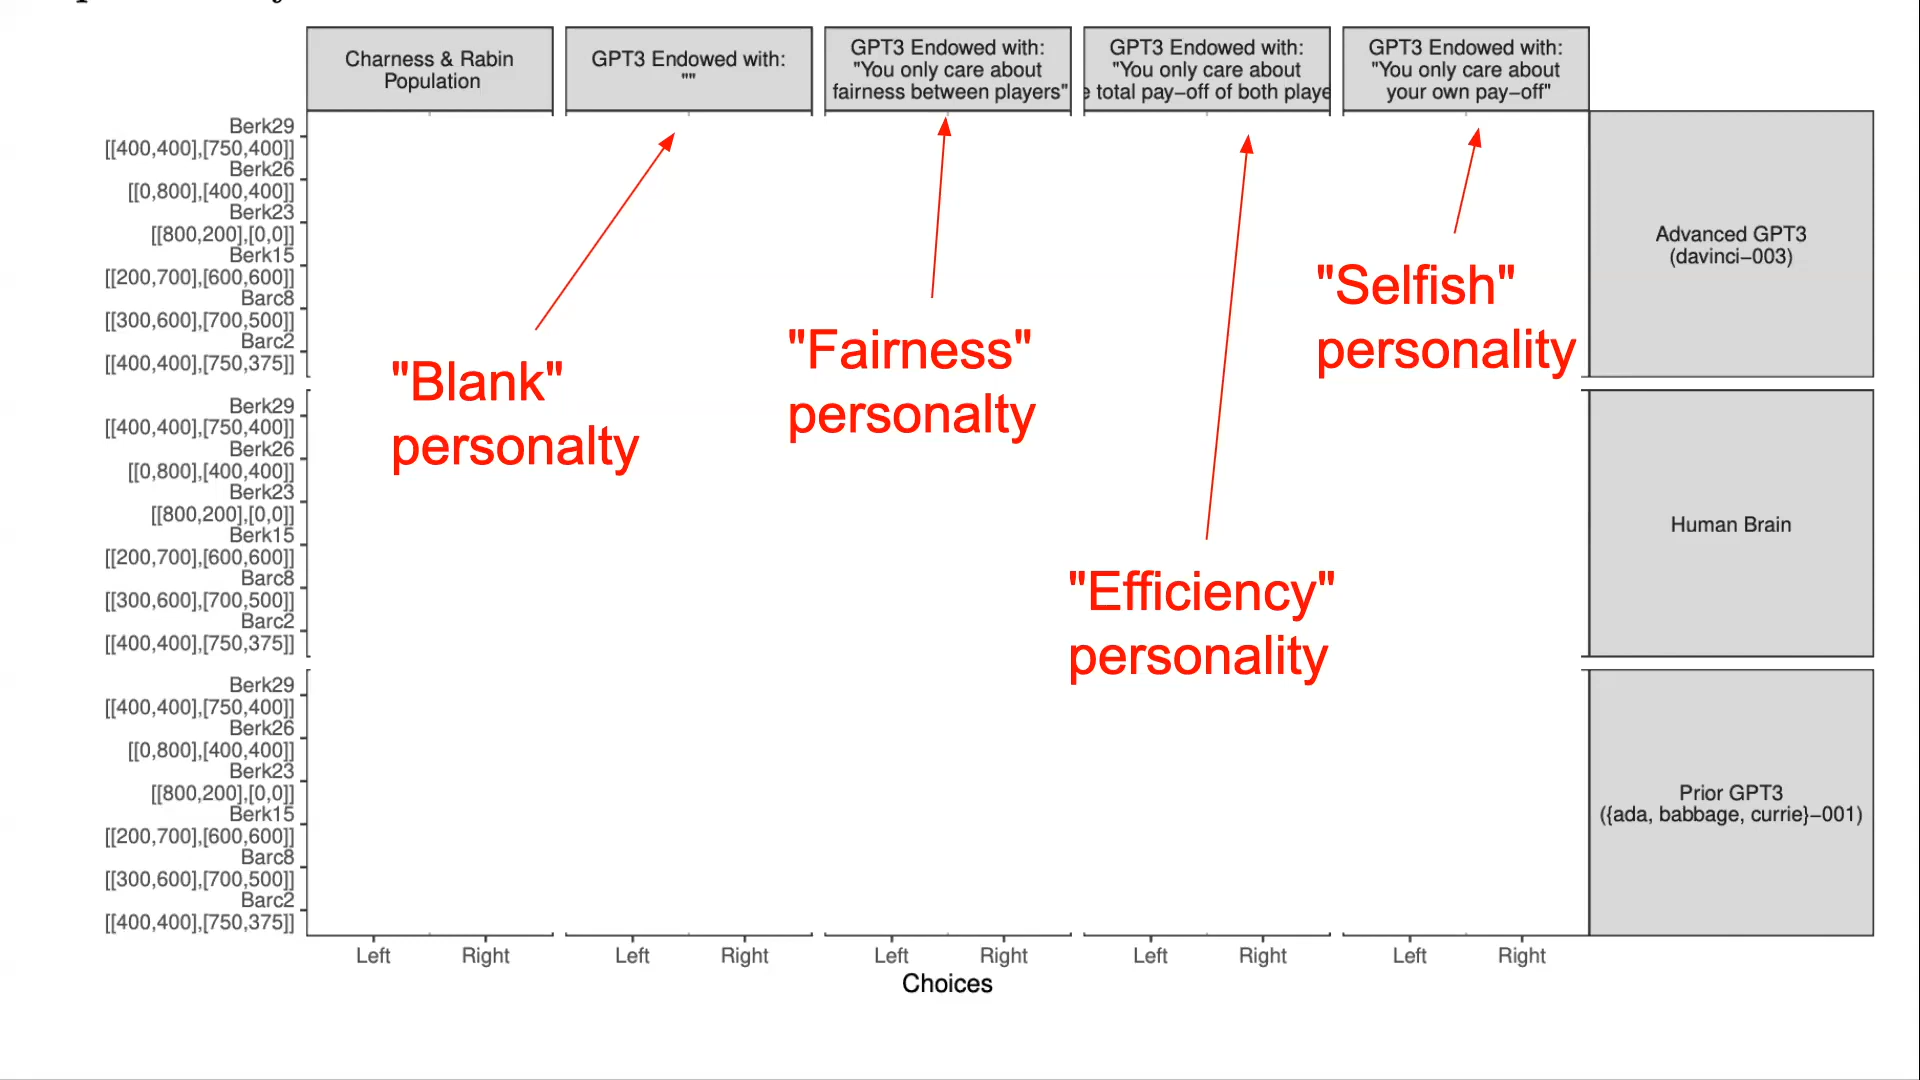 Charness & Rabin
Population
GPT3 Endowed with:
""
GPT3 Endowed with:
"You only care about
fairness between players"
GPT3 Endowed with:
"You only care about
total pay-off of both playe
GPT3 Endowed with:
"You only care about
your own pay-off"
Berk29
[[400,400],[750,400]]
Berk26
[[0,800],[400,400]]
Berk23
[[800,200],[0,0]]
Berk15
[[200,700],[600,600]]
Barc8
[[300,600],[700,500]]
Barc2
[[400,400],[750,375]]
Advanced GPT3
(davinci-003)
"Blank"
personalty
"Fairness"
personalty
"Efficiency"
personality
"Selfish"
personality
Berk29
[[400,400],[750,400]]
Berk26
[[0,800],[400,400]]
Berk23
[[800,200],[0,0]]
Berk15
[[200,700],[600,600]]
Barc8
[[300,600],[700,500]]
Barc2
[[400,400],[750,375]]
Human Brain
Berk29
[[400,400],[750,400]]
Berk26
[[0,800],[400,400]]
Berk23
[[800,200],[0,0]]
Berk15
[[200,700],[600,600]]
Barc8
[[300,600],[700,500]]
Barc2
[[400,400],[750,375]]
Prior GPT3
({ada, babbage, currie}-001)
Left Right Left Right Left Right Left Right Left Right
Choices